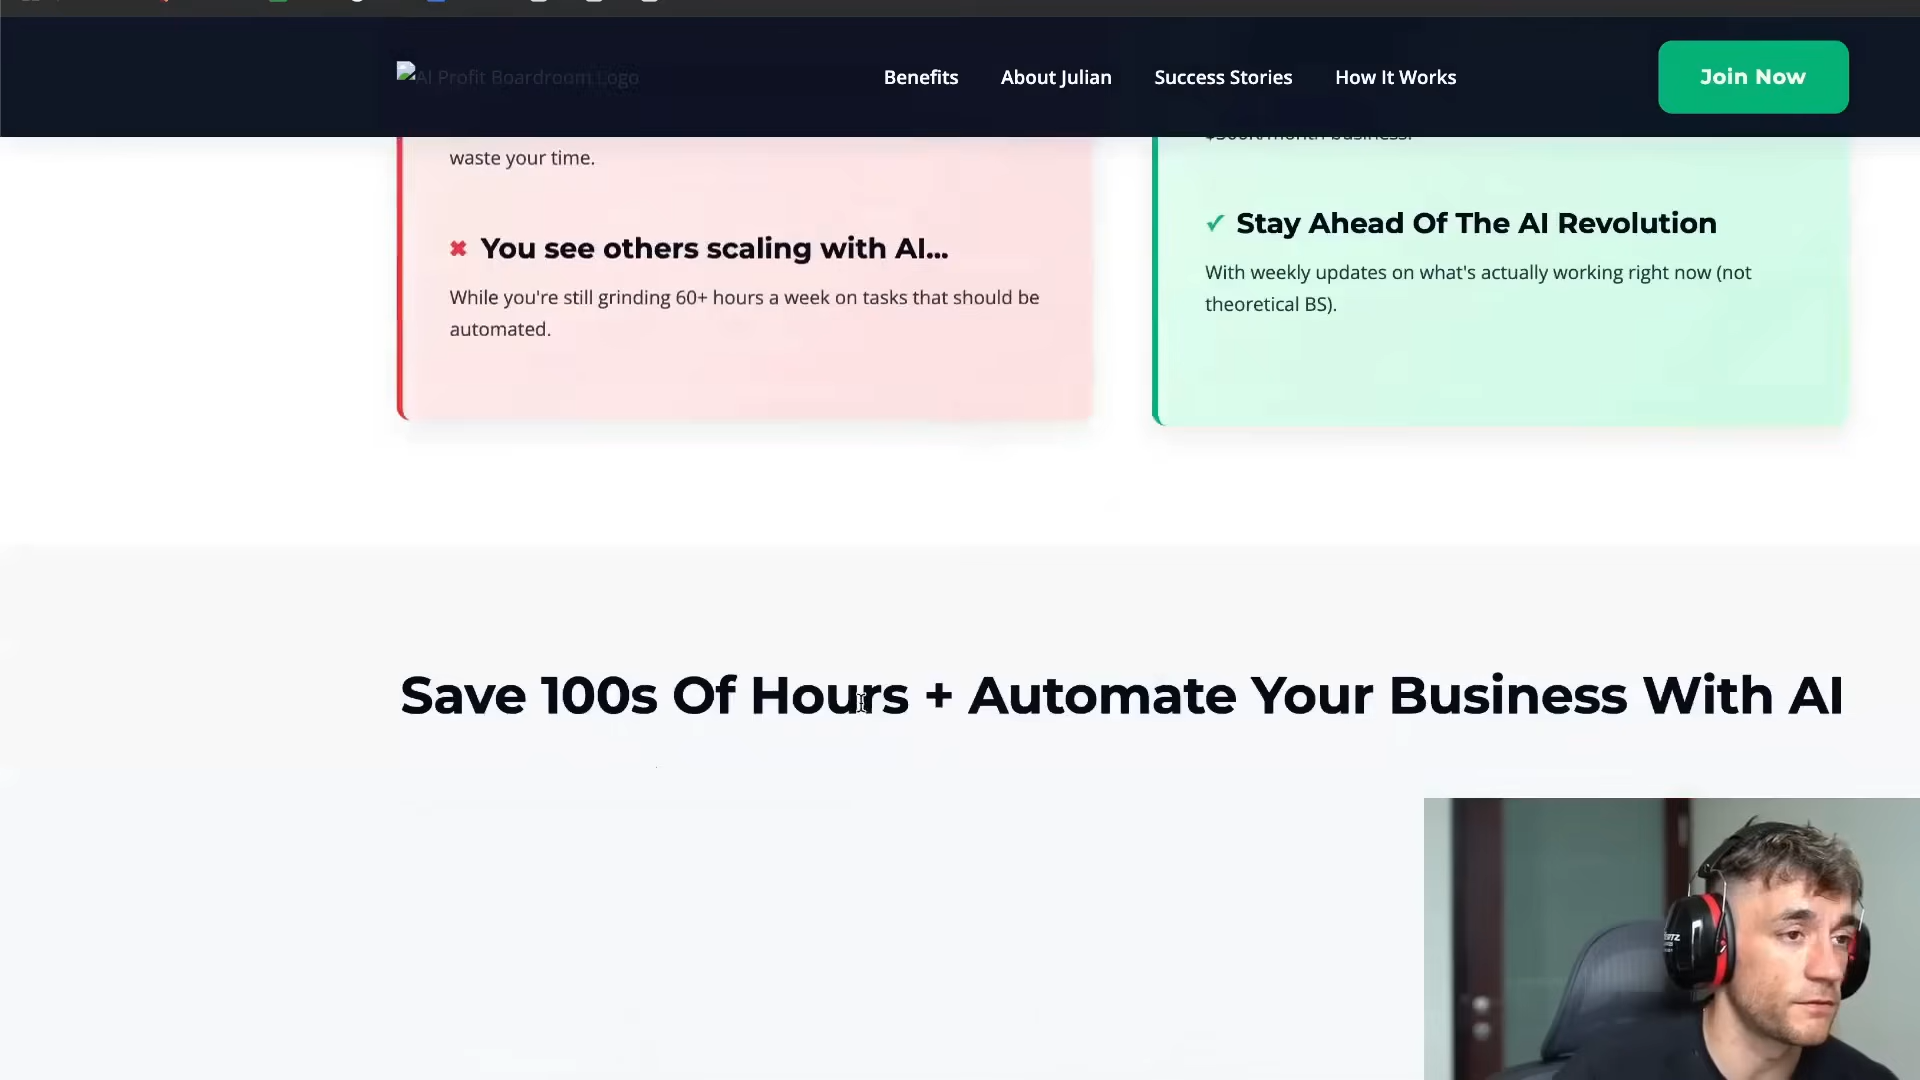 AI Profit Boardroom Logo
Benefits
About Julian
Success Stories
How It Works
Join Now
waste your time.
✖ You see others scaling with AI...
While you're still grinding 60+ hours a week on tasks that should be
automated.
$300K/month business.
✓ Stay Ahead Of The AI Revolution
With weekly updates on what's actually working right now (not
theoretical BS).
Save 100s Of Hours + Automate Your Business With AI